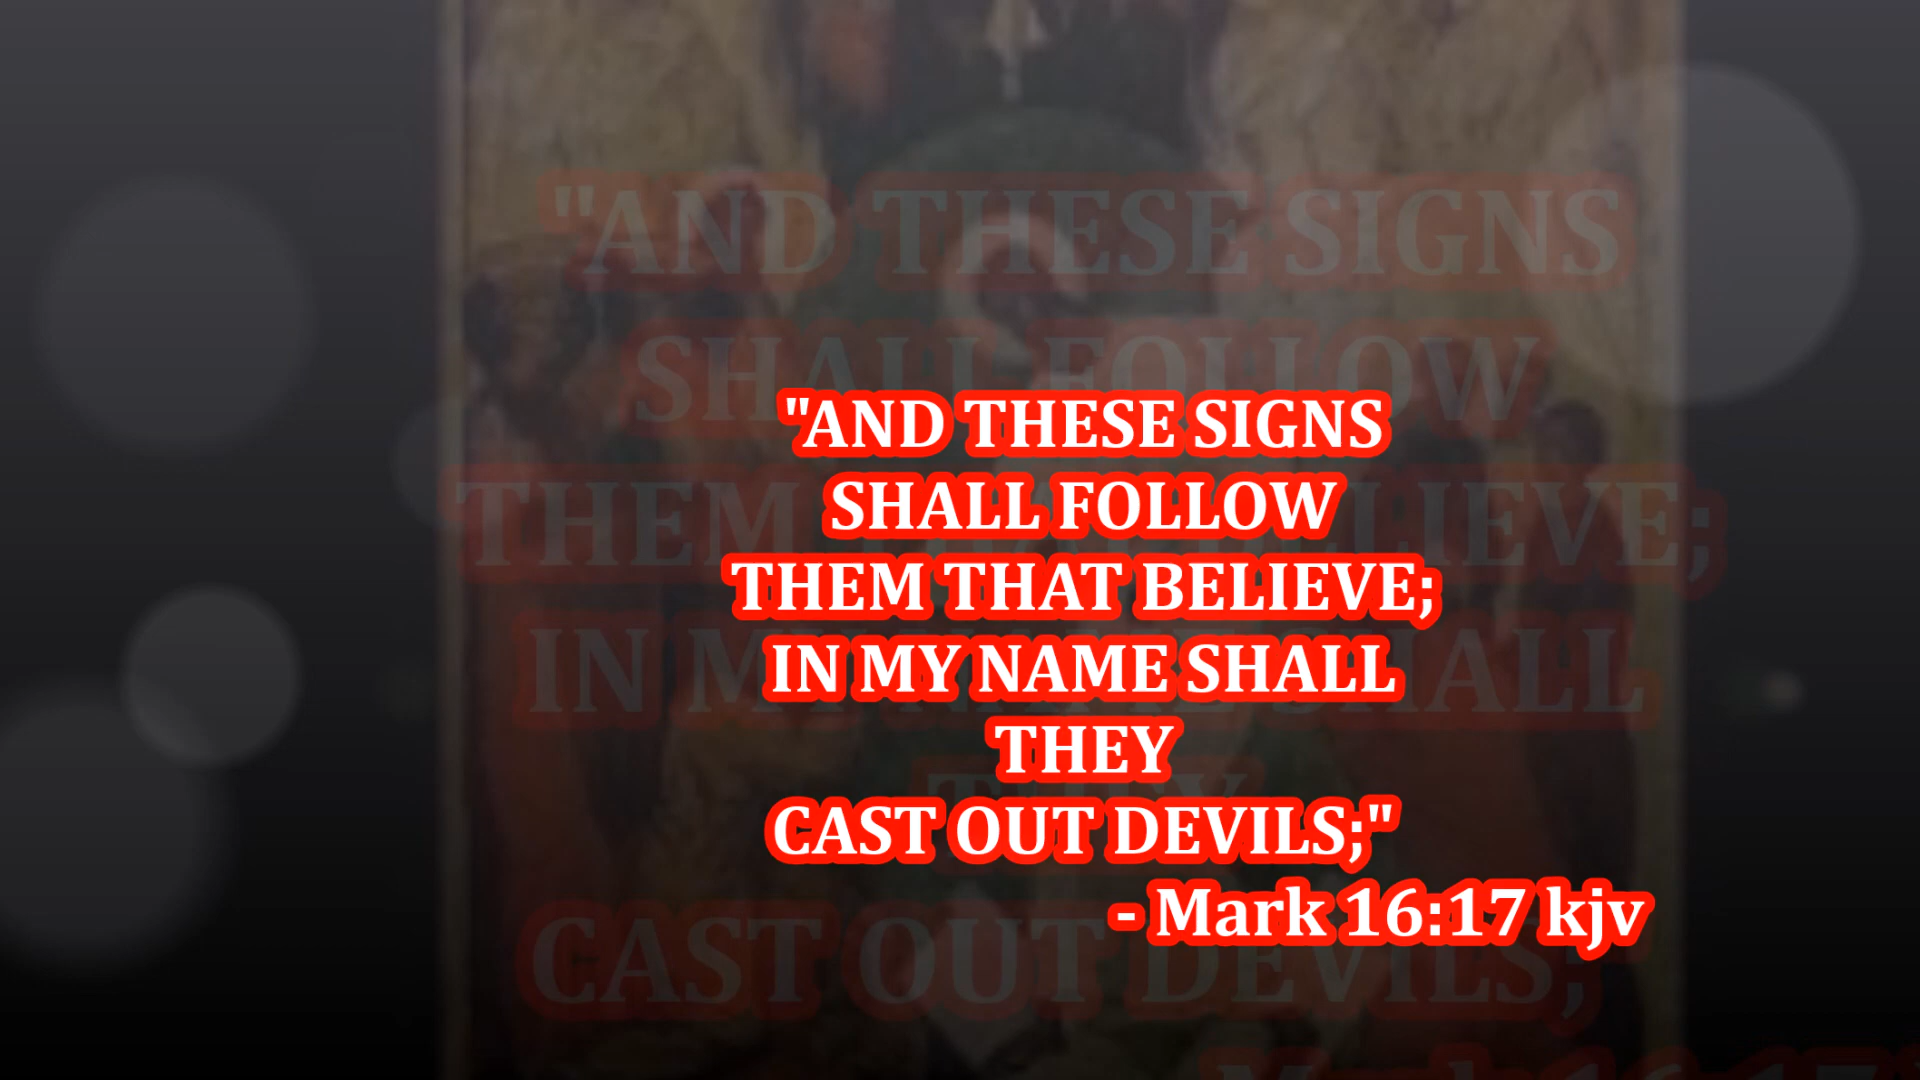 "AND THESE SIGNS
SHALL FOLLOW
THEM THAT BELIEVE;
IN MY NAME SHALL
THEY
CAST OUT DEVILS;"
- Mark 16:17 kjv